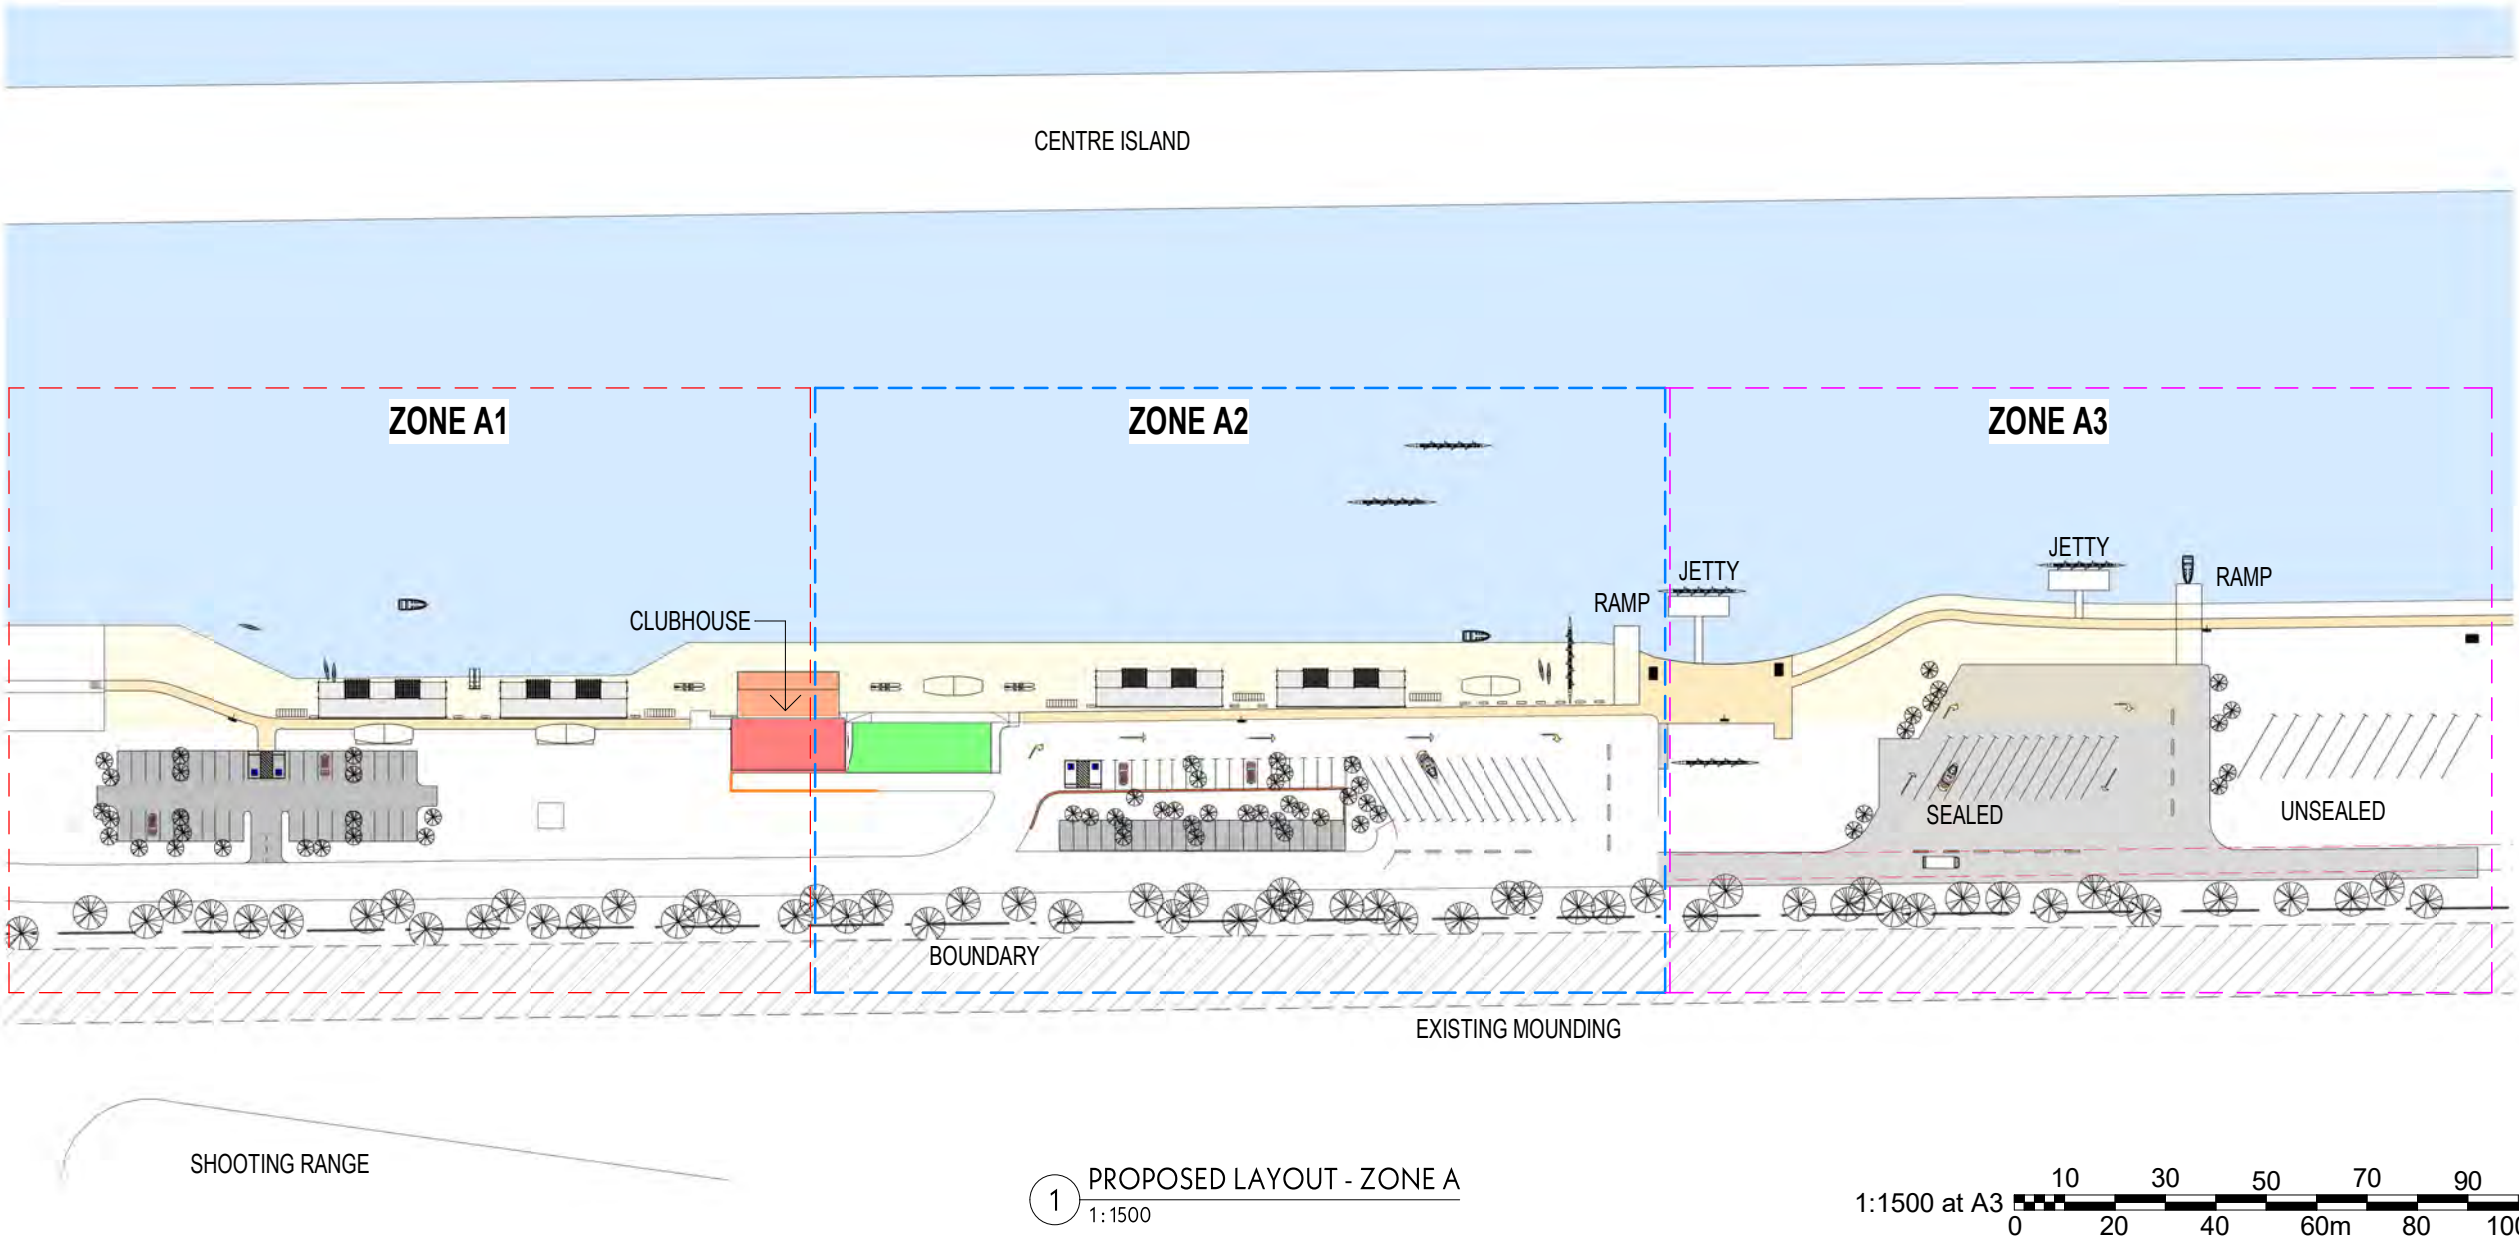 CENTRE ISLAND
ZONE A1
ZONE A2
ZONE A3
JETTY
JETTY
RAMP
RAMP
CLUBHOUSE
SEALED
UNSEALED
BOUNDARY
EXISTING MOUNDING
SHOOTING RANGE
1
PROPOSED LAYOUT - ZONE A
1:1500
1:1500 at A3
10 30 50 70 90
0 20 40 60m 80